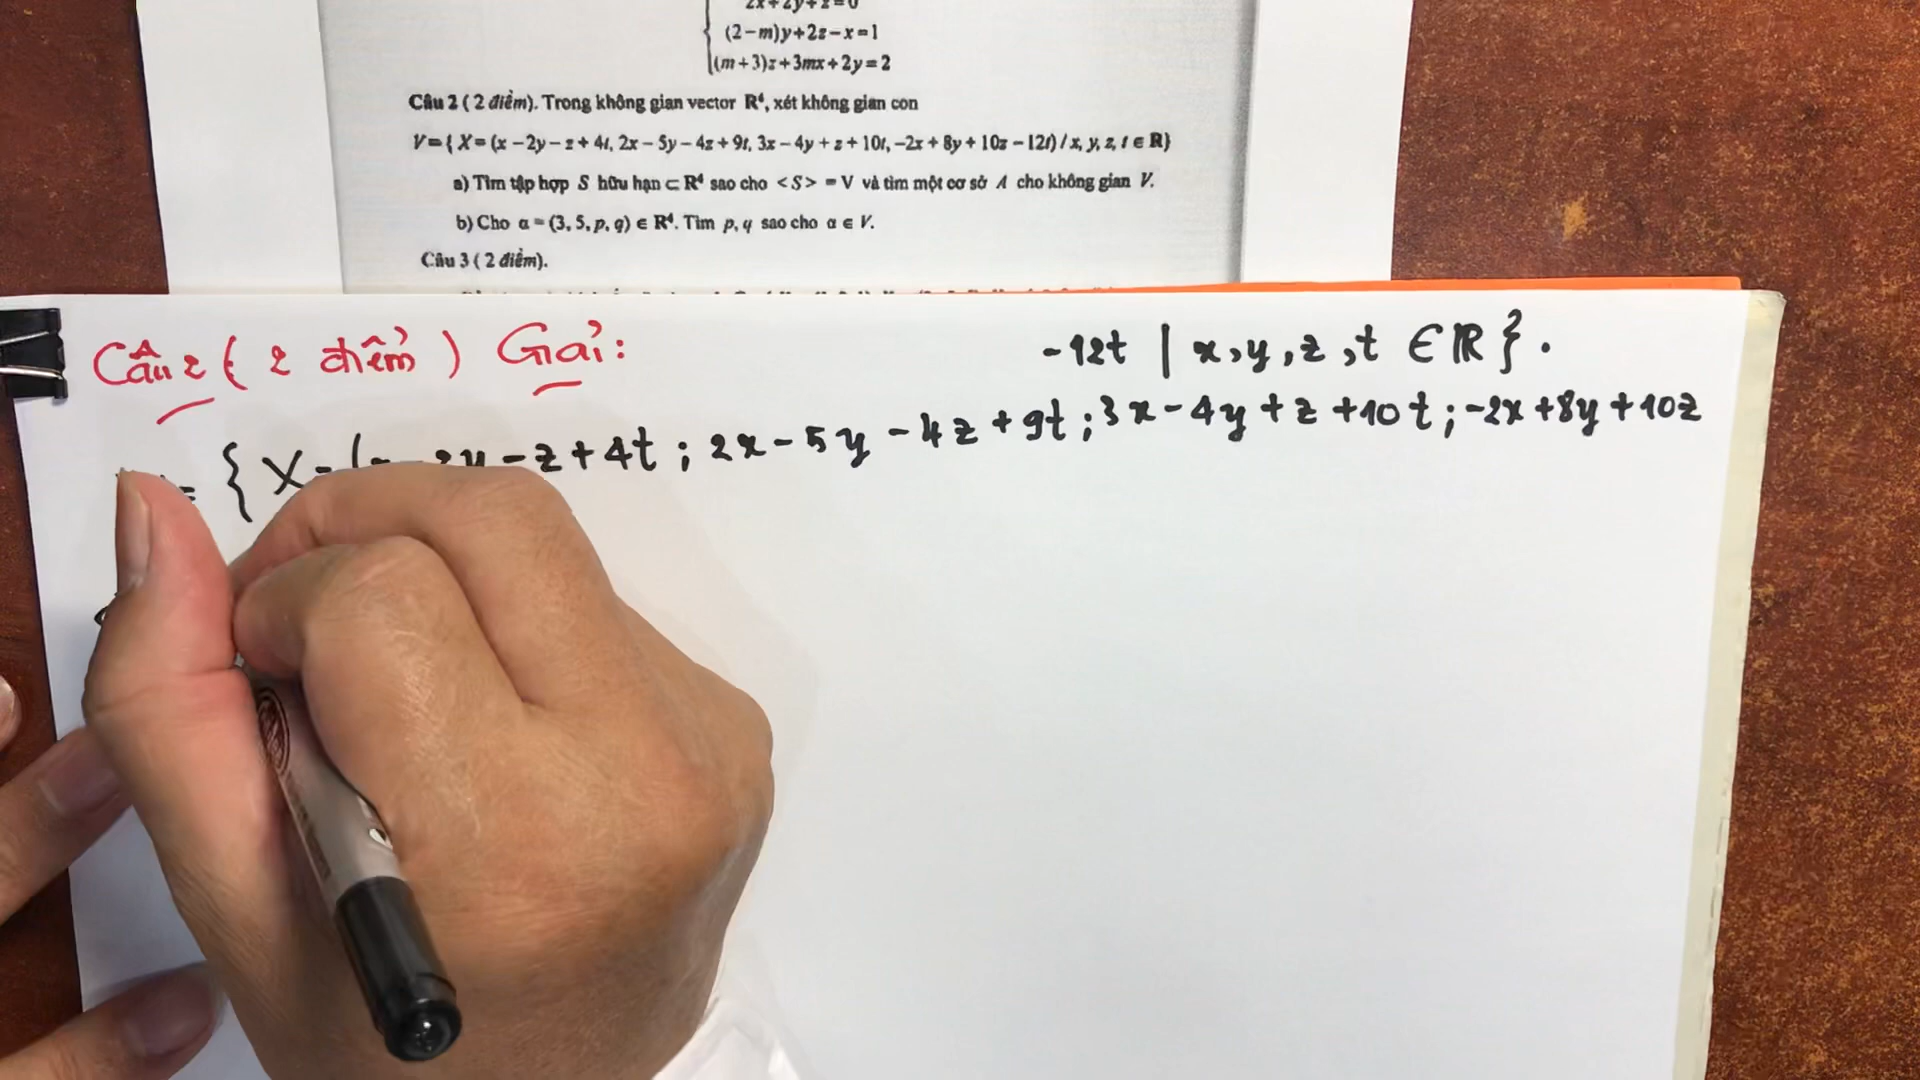 2x+2y+z=0
(2-m)y+2z-x=1
(m+3)z+3mx+2y=2
Câu 2 ( 2 điểm). Trong không gian vector R⁴, xét không gian con
V={ X=(x-2y-z+4t, 2x-5y-4z+9t, 3x-4y+z+10t, -2x+8y+10z-12t) / x, y, z, t ∈ R}
a) Tìm tập hợp S hữu hạn ⊂ R⁴ sao cho <S> = V và tìm một cơ sở A cho không gian V.
b) Cho α = (3, 5, p, q) ∈ R⁴. Tìm p, q sao cho α ∈ V.
Câu 3 ( 2 điểm).
Câu 2 ( 2 điểm ) Giải:
-12t | x,y,z,t ∈ R}.
= { X = ( - z + 4t ; 2x - 5y - 4z + 9t ; 3x - 4y + z + 10t ; -2x + 8y + 10z